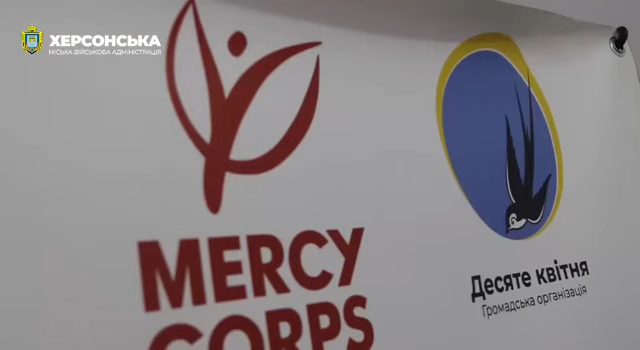 ХЕРСОНСЬКА
МІСЬКА ВІЙСЬКОВА АДМІНІСТРАЦІЯ
MERCY
CORPS
Десяте квітня
Громадська організація